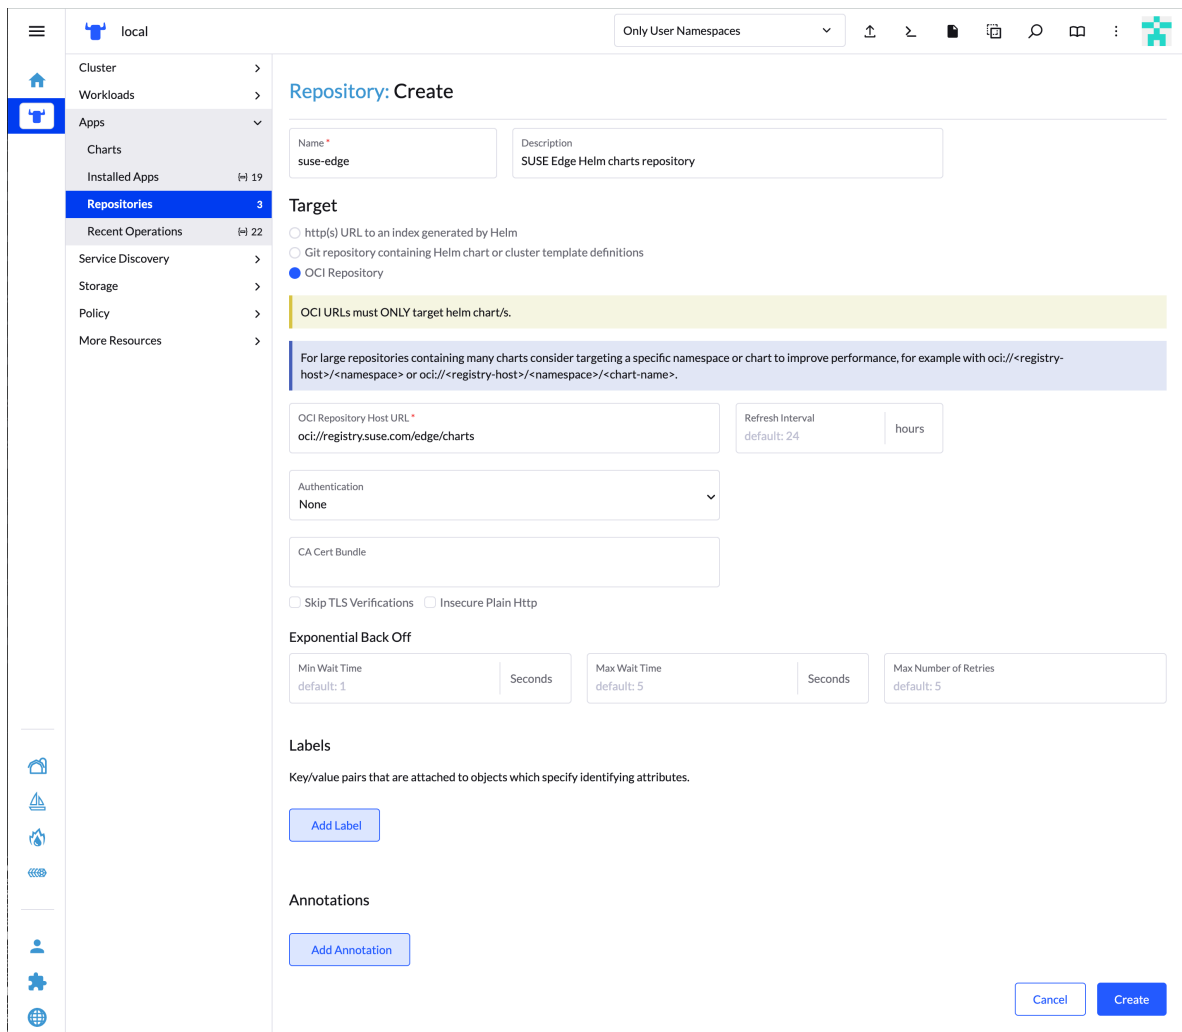 local
Only User Namespaces
Cluster
Workloads
Apps
Charts
Installed Apps 19
Repositories 3
Recent Operations 22
Service Discovery
Storage
Policy
More Resources
Repository: Create
Name *
suse-edge
Description
SUSE Edge Helm charts repository
Target
http(s) URL to an index generated by Helm
Git repository containing Helm chart or cluster template definitions
OCI Repository
OCI URLs must ONLY target helm chart/s.
For large repositories containing many charts consider targeting a specific namespace or chart to improve performance, for example with oci://<registry-
host>/<namespace> or oci://<registry-host>/<namespace>/<chart-name>.
OCI Repository Host URL *
oci://registry.suse.com/edge/charts
Refresh Interval
default: 24
hours
Authentication
None
CA Cert Bundle
Skip TLS Verifications
Insecure Plain Http
Exponential Back Off
Min Wait Time
default: 1
Seconds
Max Wait Time
default: 5
Seconds
Max Number of Retries
default: 5
Labels
Key/value pairs that are attached to objects which specify identifying attributes.
Add Label
Annotations
Add Annotation
Cancel
Create